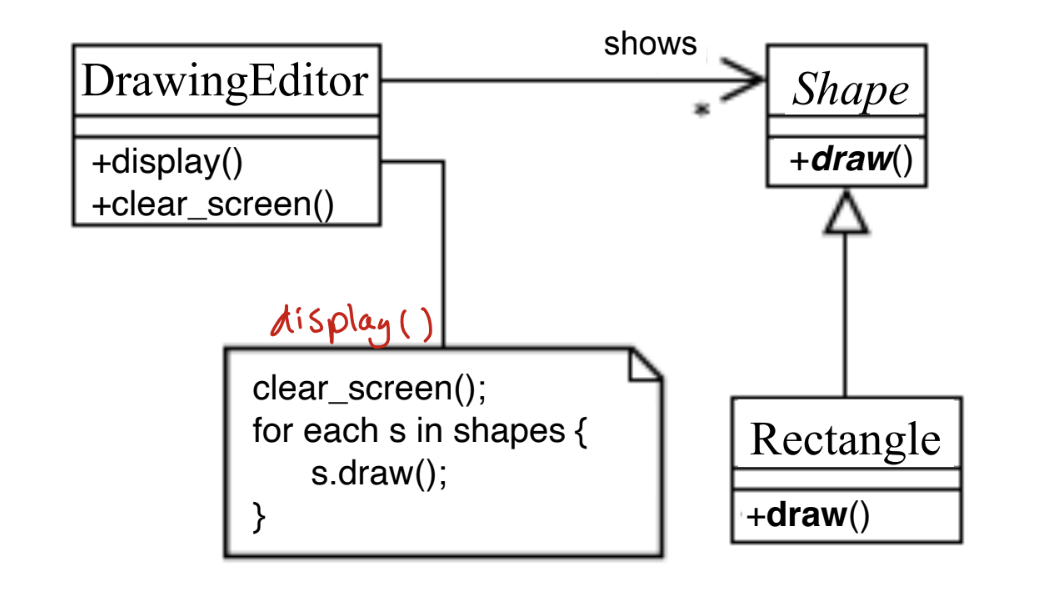 shows
DrawingEditor
Shape
*
+display()
+clear_screen()
+draw()
display()
clear_screen();
for each s in shapes {
s.draw();
}
Rectangle
+draw()